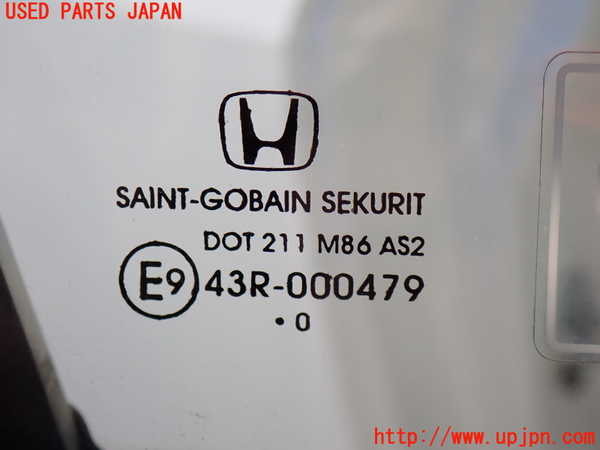 USED PARTS JAPAN
SAINT-GOBAIN SEKURIT
DOT 211 M86 AS2
E9 43R-000479
·0
http://www.upjpn.com/